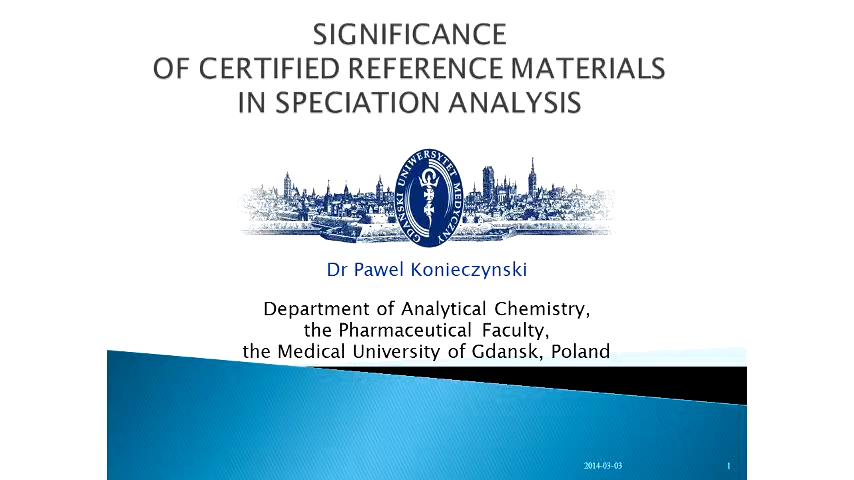 SIGNIFICANCE
OF CERTIFIED REFERENCE MATERIALS
IN SPECIATION ANALYSIS
GDAŃSKI UNIWERSYTET MEDYCZNY
Dr Pawel Konieczynski
Department of Analytical Chemistry,
the Pharmaceutical Faculty,
the Medical University of Gdansk, Poland
2014-03-03
1